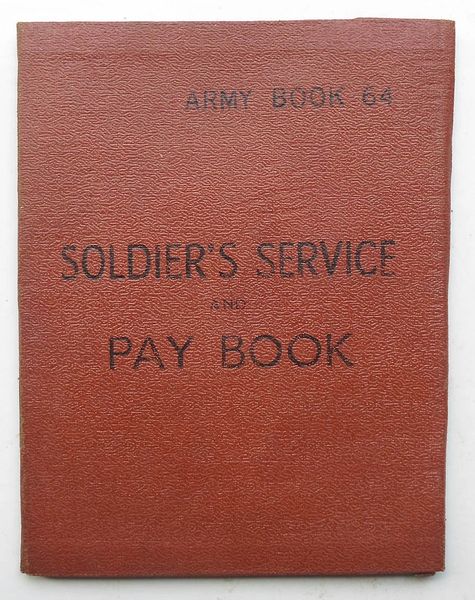 ARMY BOOK 64
SOLDIER'S SERVICE
AND
PAY BOOK